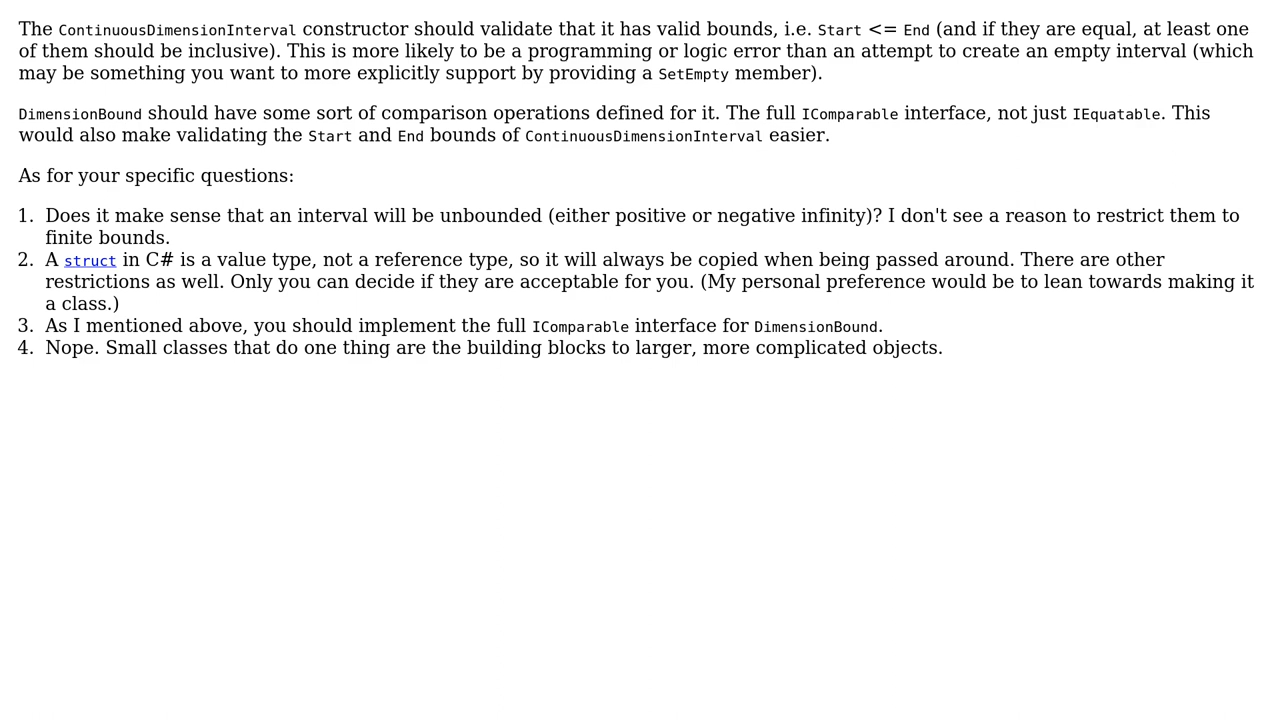 The ContinuousDimensionInterval constructor should validate that it has valid bounds, i.e. Start <= End (and if they are equal, at least one
of them should be inclusive). This is more likely to be a programming or logic error than an attempt to create an empty interval (which
may be something you want to more explicitly support by providing a SetEmpty member).
DimensionBound should have some sort of comparison operations defined for it. The full IComparable interface, not just IEquatable. This
would also make validating the Start and End bounds of ContinuousDimensionInterval easier.
As for your specific questions:
1. Does it make sense that an interval will be unbounded (either positive or negative infinity)? I don't see a reason to restrict them to
finite bounds.
2. A struct in C# is a value type, not a reference type, so it will always be copied when being passed around. There are other
restrictions as well. Only you can decide if they are acceptable for you. (My personal preference would be to lean towards making it
a class.)
3. As I mentioned above, you should implement the full IComparable interface for DimensionBound.
4. Nope. Small classes that do one thing are the building blocks to larger, more complicated objects.